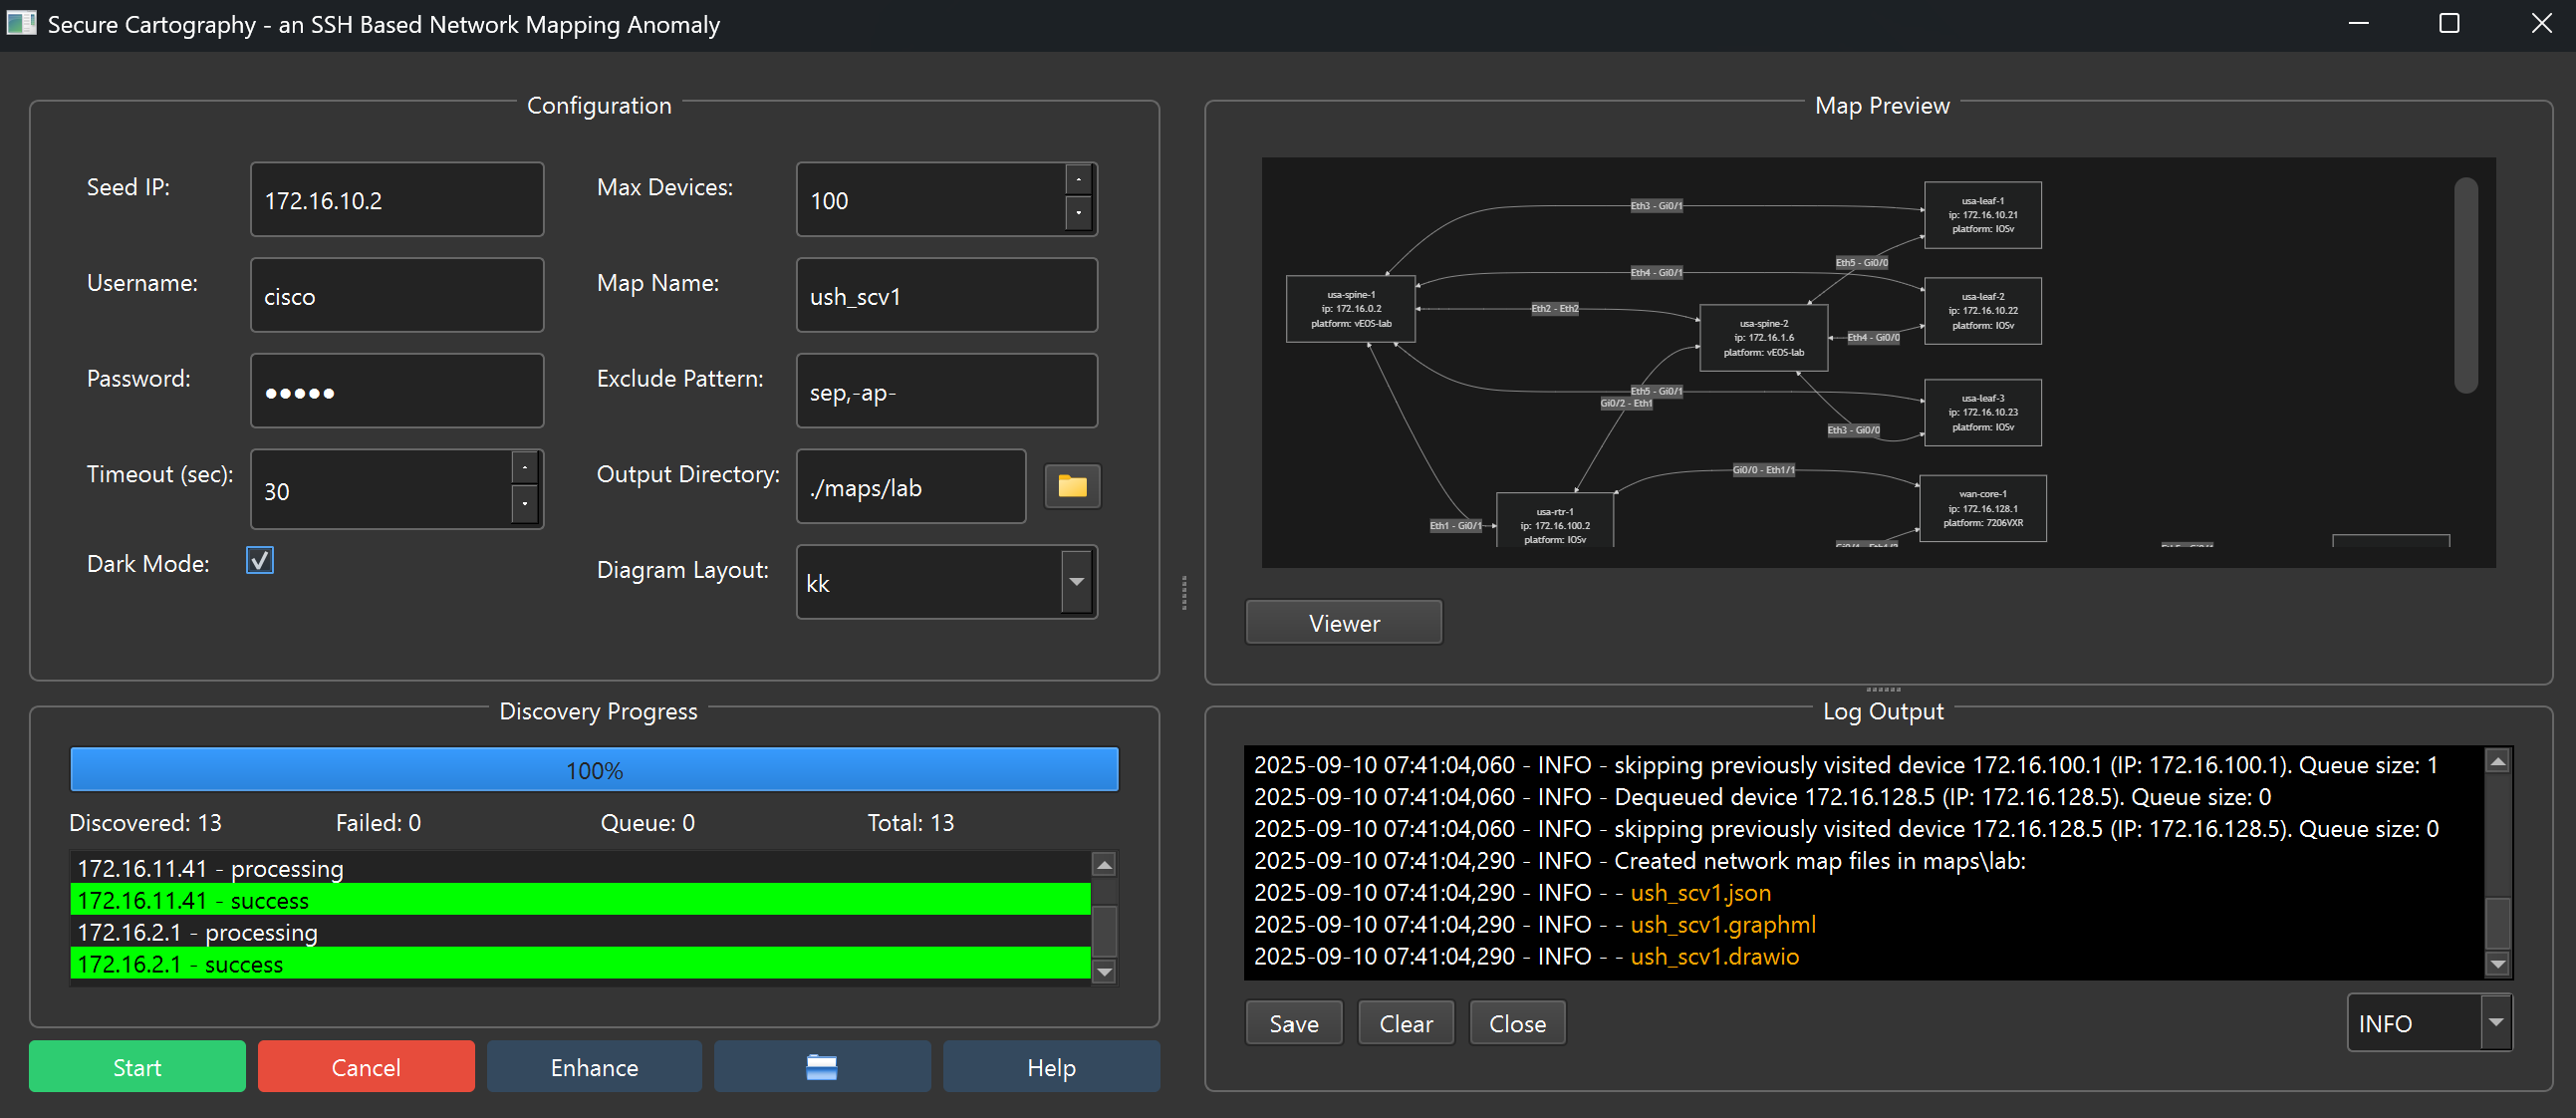 Secure Cartography - an SSH Based Network Mapping Anomaly
Configuration
Seed IP:
172.16.10.2
Max Devices:
100
Username:
cisco
Map Name:
ush_scv1
Password:
●●●●●
Exclude Pattern:
sep,-ap-
Timeout (sec):
30
Output Directory:
./maps/lab
Dark Mode:
Diagram Layout:
kk
Map Preview
usa-leaf-1
ip: 172.16.10.21
platform: IOSv
Eth3 - Gi0/1
Eth5 - Gi0/0
Eth4 - Gi0/1
usa-spine-1
ip: 172.16.0.2
platform: vEOS-lab
usa-leaf-2
ip: 172.16.10.22
platform: IOSv
Eth2 - Eth2
usa-spine-2
ip: 172.16.1.6
platform: vEOS-lab
Eth4 - Gi0/0
Eth5 - Gi0/1
Gi0/2 - Eth1
usa-leaf-3
ip: 172.16.10.23
platform: IOSv
Eth3 - Gi0/0
Gi0/0 - Eth1/1
wan-core-1
ip: 172.16.128.1
platform: 7206VXR
usa-rtr-1
ip: 172.16.100.2
platform: IOSv
Eth1 - Gi0/1
Viewer
Discovery Progress
100%
Discovered: 13
Failed: 0
Queue: 0
Total: 13
172.16.11.41 - processing
172.16.11.41 - success
172.16.2.1 - processing
172.16.2.1 - success
Start
Cancel
Enhance
Help
Log Output
2025-09-10 07:41:04,060 - INFO - skipping previously visited device 172.16.100.1 (IP: 172.16.100.1). Queue size: 1
2025-09-10 07:41:04,060 - INFO - Dequeued device 172.16.128.5 (IP: 172.16.128.5). Queue size: 0
2025-09-10 07:41:04,060 - INFO - skipping previously visited device 172.16.128.5 (IP: 172.16.128.5). Queue size: 0
2025-09-10 07:41:04,290 - INFO - Created network map files in maps\lab:
2025-09-10 07:41:04,290 - INFO - - ush_scv1.json
2025-09-10 07:41:04,290 - INFO - - ush_scv1.graphml
2025-09-10 07:41:04,290 - INFO - - ush_scv1.drawio
Save
Clear
Close
INFO